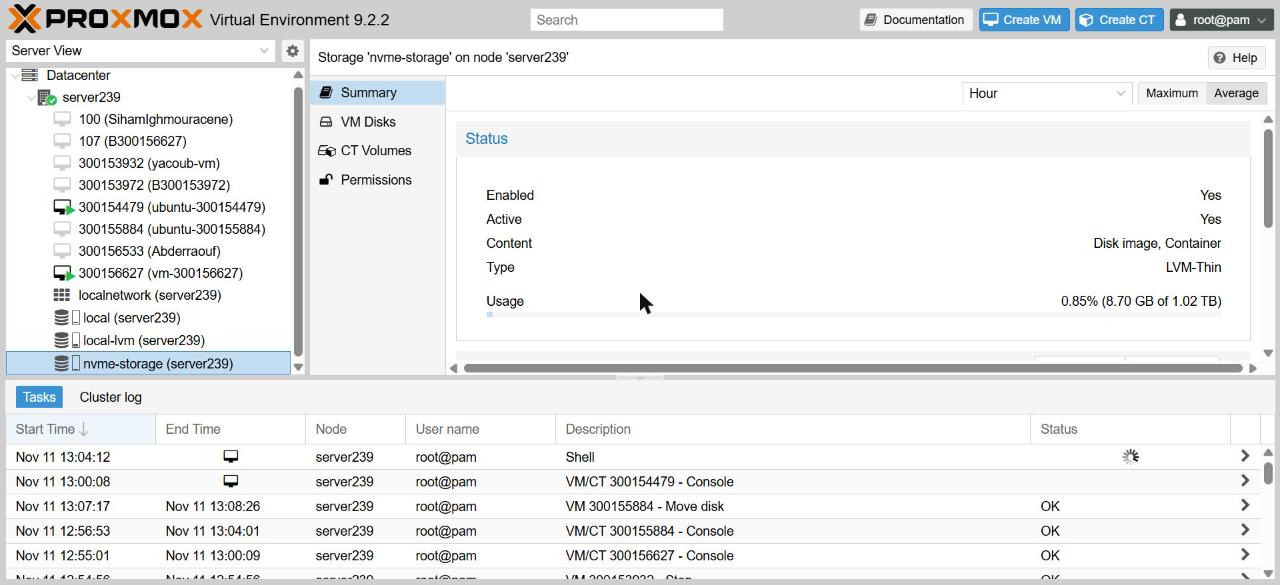 PROXMOX Virtual Environment 9.2.2 Search Documentation Create VM Create CT root@pam
Server View
Storage 'nvme-storage' on node 'server239' Help
Datacenter
server239
100 (SihamIghmouracene)
107 (B300156627)
300153932 (yacoub-vm)
300153972 (B300153972)
300154479 (ubuntu-300154479)
300155884 (ubuntu-300155884)
300156533 (Abderraouf)
300156627 (vm-300156627)
localnetwork (server239)
local (server239)
local-lvm (server239)
nvme-storage (server239)
Summary
VM Disks
CT Volumes
Permissions
Hour Maximum Average
Status
Enabled Yes
Active Yes
Content Disk image, Container
Type LVM-Thin
Usage 0.85% (8.70 GB of 1.02 TB)
Tasks Cluster log
Start Time End Time Node User name Description Status
Nov 11 13:04:12 server239 root@pam Shell
Nov 11 13:00:08 server239 root@pam VM/CT 300154479 - Console
Nov 11 13:07:17 Nov 11 13:08:26 server239 root@pam VM 300155884 - Move disk OK
Nov 11 12:56:53 Nov 11 13:04:01 server239 root@pam VM/CT 300155884 - Console OK
Nov 11 12:55:01 Nov 11 13:00:09 server239 root@pam VM/CT 300156627 - Console OK